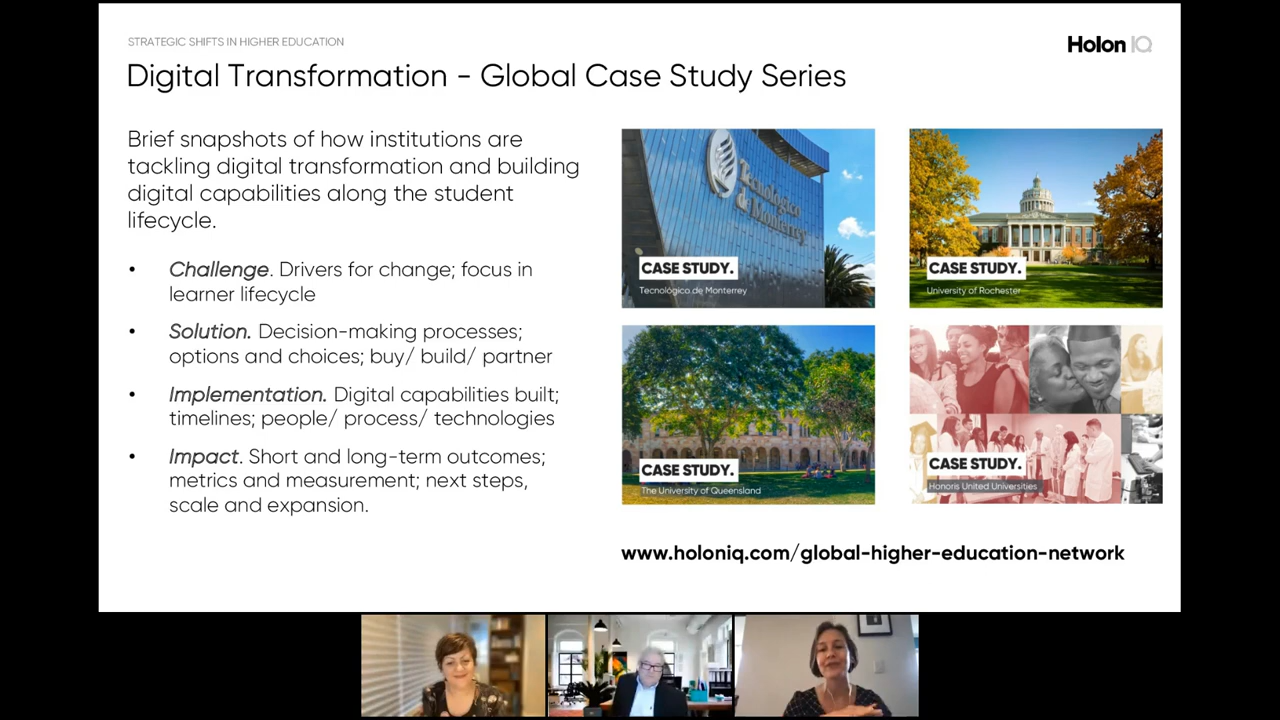 STRATEGIC SHIFTS IN HIGHER EDUCATION
Holon IQ
Digital Transformation - Global Case Study Series
Brief snapshots of how institutions are
tackling digital transformation and building
digital capabilities along the student
lifecycle.
• Challenge. Drivers for change; focus in
learner lifecycle
• Solution. Decision-making processes;
options and choices; buy/ build/ partner
• Implementation. Digital capabilities built;
timelines; people/ process/ technologies
• Impact. Short and long-term outcomes;
metrics and measurement; next steps,
scale and expansion.
Tecnológico
de Monterrey
CASE STUDY.
Tecnológico de Monterrey
CASE STUDY.
University of Rochester
CASE STUDY.
The University of Queensland
CASE STUDY.
Honoris United Universities
www.holoniq.com/global-higher-education-network